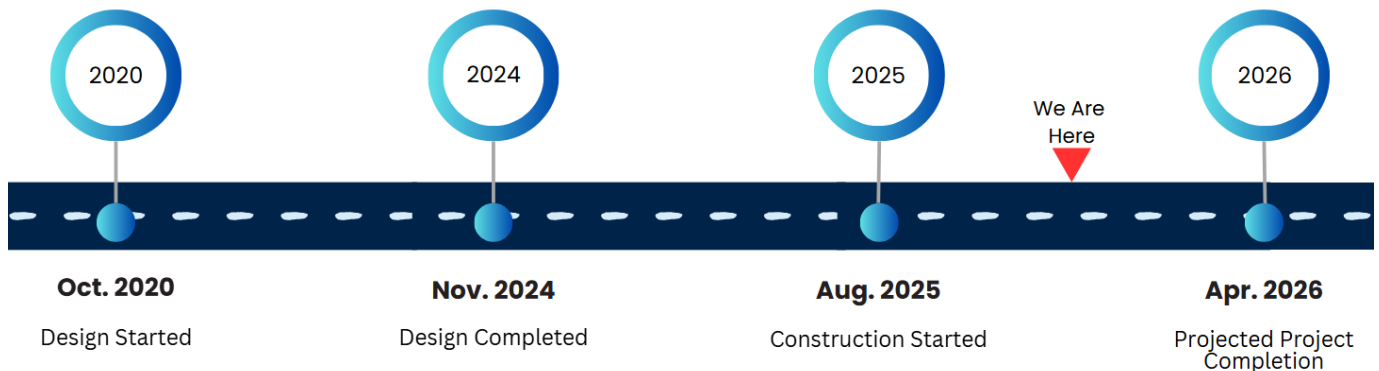 2020
2024
2025
2026
We Are
Here
Oct. 2020
Nov. 2024
Aug. 2025
Apr. 2026
Design Started
Design Completed
Construction Started
Projected Project
Completion